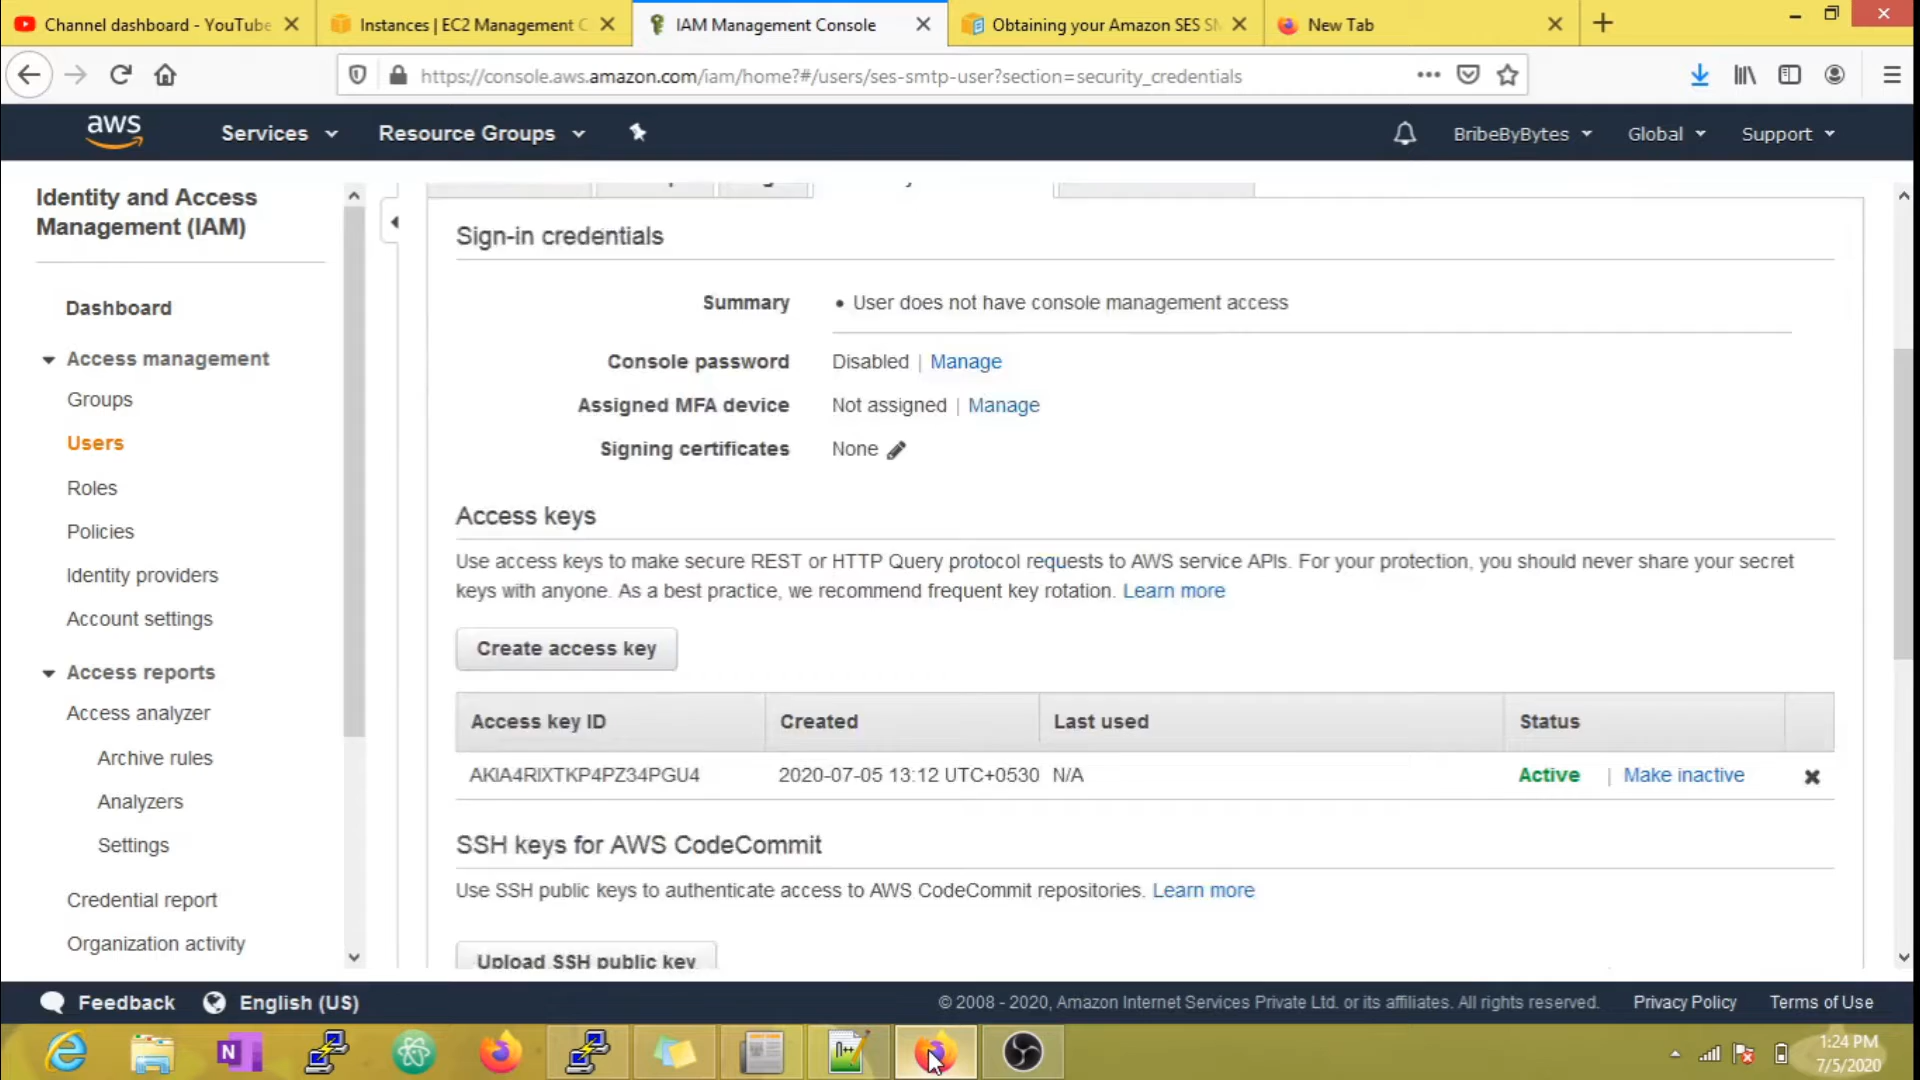 Channel dashboard - YouTube
Instances | EC2 Management C
IAM Management Console
Obtaining your Amazon SES SM
New Tab
https://console.aws.amazon.com/iam/home?#/users/ses-smtp-user?section=security_credentials
aws
Services
Resource Groups
BribeByBytes
Global
Support
Identity and Access
Management (IAM)
Dashboard
Access management
Groups
Users
Roles
Policies
Identity providers
Account settings
Access reports
Access analyzer
Archive rules
Analyzers
Settings
Credential report
Organization activity
Sign-in credentials
Summary
• User does not have console management access
Console password
Disabled | Manage
Assigned MFA device
Not assigned | Manage
Signing certificates
None
Access keys
Use access keys to make secure REST or HTTP Query protocol requests to AWS service APIs. For your protection, you should never share your secret
keys with anyone. As a best practice, we recommend frequent key rotation. Learn more
Create access key
Access key ID Created Last used Status
AKIA4RIXTKP4PZ34PGU4 2020-07-05 13:12 UTC+0530 N/A Active | Make inactive
SSH keys for AWS CodeCommit
Use SSH public keys to authenticate access to AWS CodeCommit repositories. Learn more
Upload SSH public key
Feedback
English (US)
© 2008 - 2020, Amazon Internet Services Private Ltd. or its affiliates. All rights reserved.
Privacy Policy
Terms of Use
1:24 PM
7/5/2020